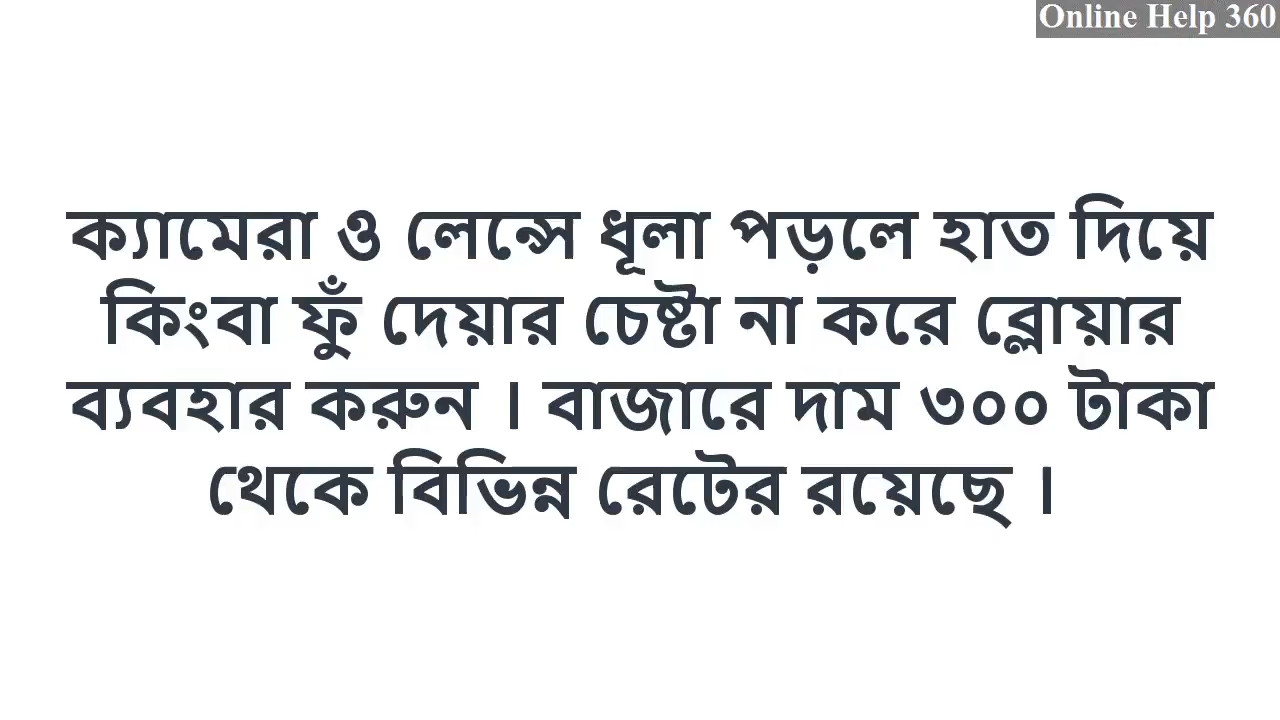 Online Help 360
ক্যামেরা ও লেন্সে ধূলা পড়লে হাত দিয়ে
কিংবা ফুঁ দেয়ার চেষ্টা না করে ব্লোয়ার
ব্যবহার করুন । বাজারে দাম ৩০০ টাকা
থেকে বিভিন্ন রেটের রয়েছে ।